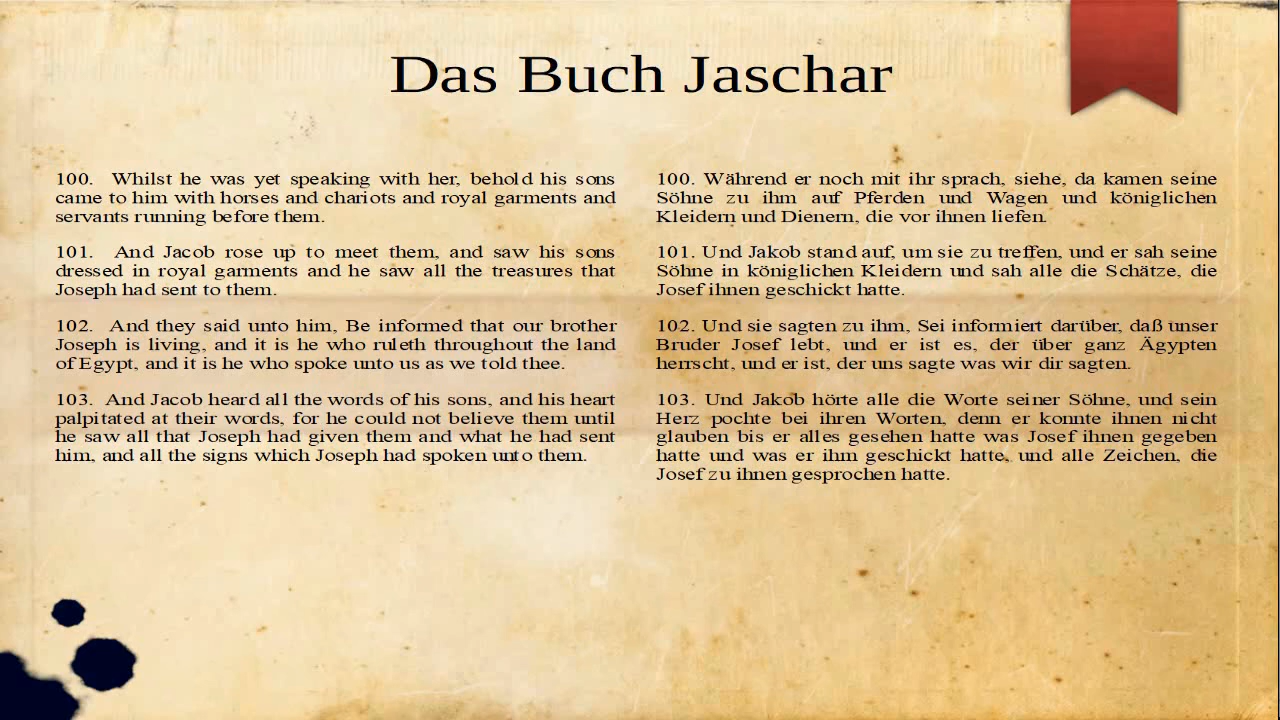 Das Buch Jaschar
100. Whilst he was yet speaking with her, behold his sons
came to him with horses and chariots and royal garments and
servants running before them.
101. And Jacob rose up to meet them, and saw his sons
dressed in royal garments and he saw all the treasures that
Joseph had sent to them.
102. And they said unto him, Be informed that our brother
Joseph is living, and it is he who ruleth throughout the land
of Egypt, and it is he who spoke unto us as we told thee.
103. And Jacob heard all the words of his sons, and his heart
palpitated at their words, for he could not believe them until
he saw all that Joseph had given them and what he had sent
him, and all the signs which Joseph had spoken unto them.
100. Während er noch mit ihr sprach, siehe, da kamen seine
Söhne zu ihm auf Pferden und Wagen und königlichen
Kleidern und Dienern, die vor ihnen liefen.
101. Und Jakob stand auf, um sie zu treffen, und er sah seine
Söhne in königlichen Kleidern und sah alle die Schätze, die
Josef ihnen geschickt hatte.
102. Und sie sagten zu ihm, Sei informiert darüber, daß unser
Bruder Josef lebt, und er ist es, der über ganz Ägypten
herrscht, und er ist, der uns sagte was wir dir sagten.
103. Und Jakob hörte alle die Worte seiner Söhne, und sein
Herz pochte bei ihren Worten, denn er konnte ihnen nicht
glauben bis er alles gesehen hatte was Josef ihnen gegeben
hatte und was er ihm geschickt hatte, und alle Zeichen, die
Josef zu ihnen gesprochen hatte.